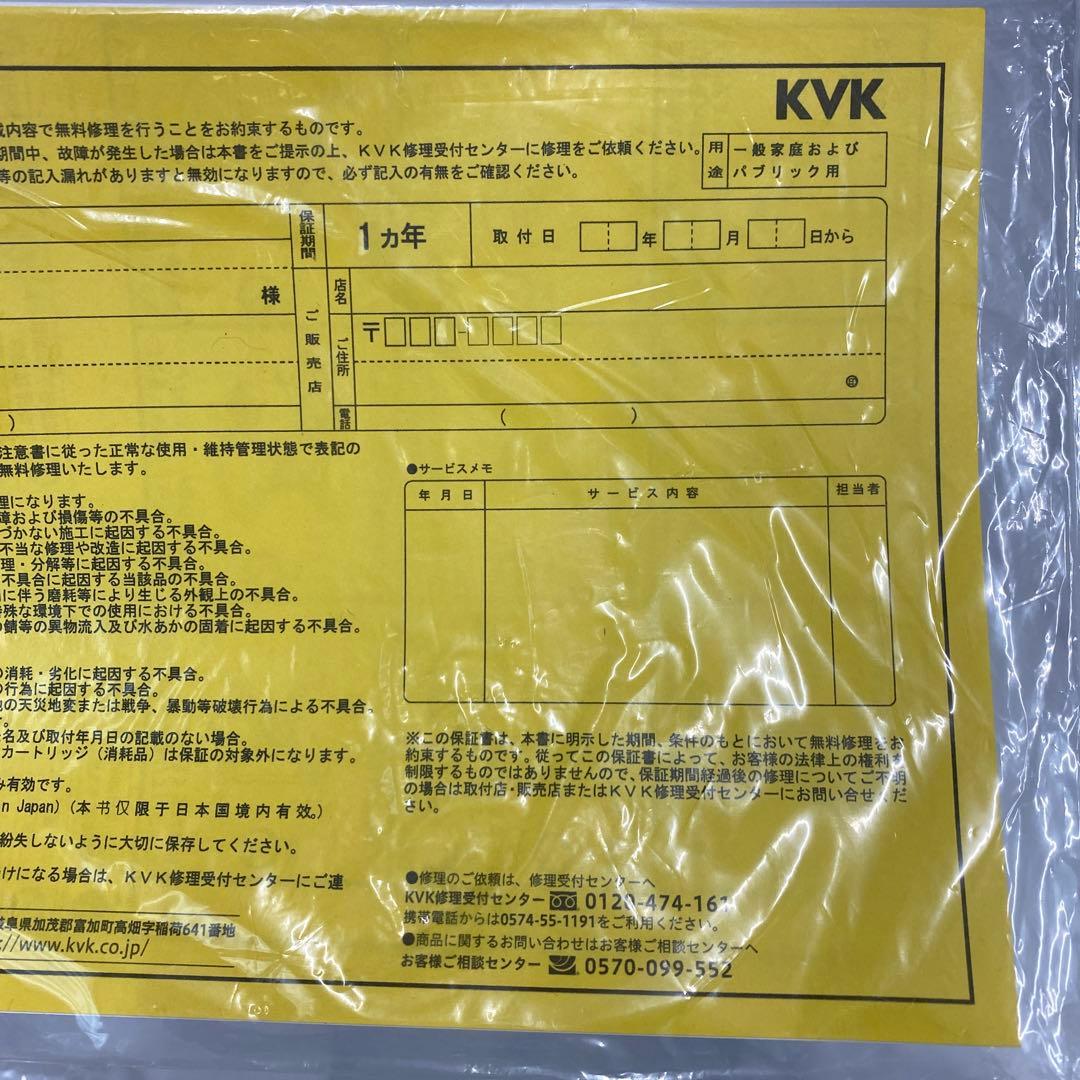 KVK
載内容で無料修理を行うことをお約束するものです。
期間中、故障が発生した場合は本書をご提示の上、KVK修理受付センターに修理をご依頼ください。
等の記入漏れがありますと無効になりますので、必ず記入の有無をご確認ください。
用途
一般家庭および
パブリック用
保証期間
1カ年
取付日 年 月 日から
様
ご販売店
店名
ご住所
〒 -
印
電話
( )
)
注意書に従った正常な使用・維持管理状態で表記の
無料修理いたします。
理になります。
障および損傷等の不具合。
づかない施工に起因する不具合。
不当な修理や改造に起因する不具合。
理・分解等に起因する不具合。
不具合に起因する当該品の不具合。
に伴う磨耗等により生じる外観上の不具合。
特殊な環境下での使用における不具合。
の錆等の異物流入及び水あかの固着に起因する不具合。
の消耗・劣化に起因する不具合。
の行為に起因する不具合。
他の天災地変または戦争、暴動等破壊行為による不具合。
す。
名及び取付年月日の記載のない場合。
カートリッジ(消耗品)は保証の対象外になります。
み有効です。
n Japan) (本书仅限于日本国境内有效。)
紛失しないように大切に保存してください。
けになる場合は、KVK修理受付センターにご連
岐阜県加茂郡富加町高畑字稲荷641番地
://www.kvk.co.jp/
●サービスメモ
年月日 サービス内容 担当者
※この保証書は、本書に明示した期間、条件のもとにおいて無料修理をお
約束するものです。従ってこの保証書によって、お客様の法律上の権利を
制限するものではありませんので、保証期間経過後の修理についてご不明
の場合は取付店・販売店またはKVK修理受付センターにお問い合せくだ
さい。
●修理のご依頼は、修理受付センターへ
KVK修理受付センター 0120-474-161
携帯電話からは0574-55-1191をご利用ください。
●商品に関するお問い合わせはお客様ご相談センターへ
お客様ご相談センター 0570-099-552